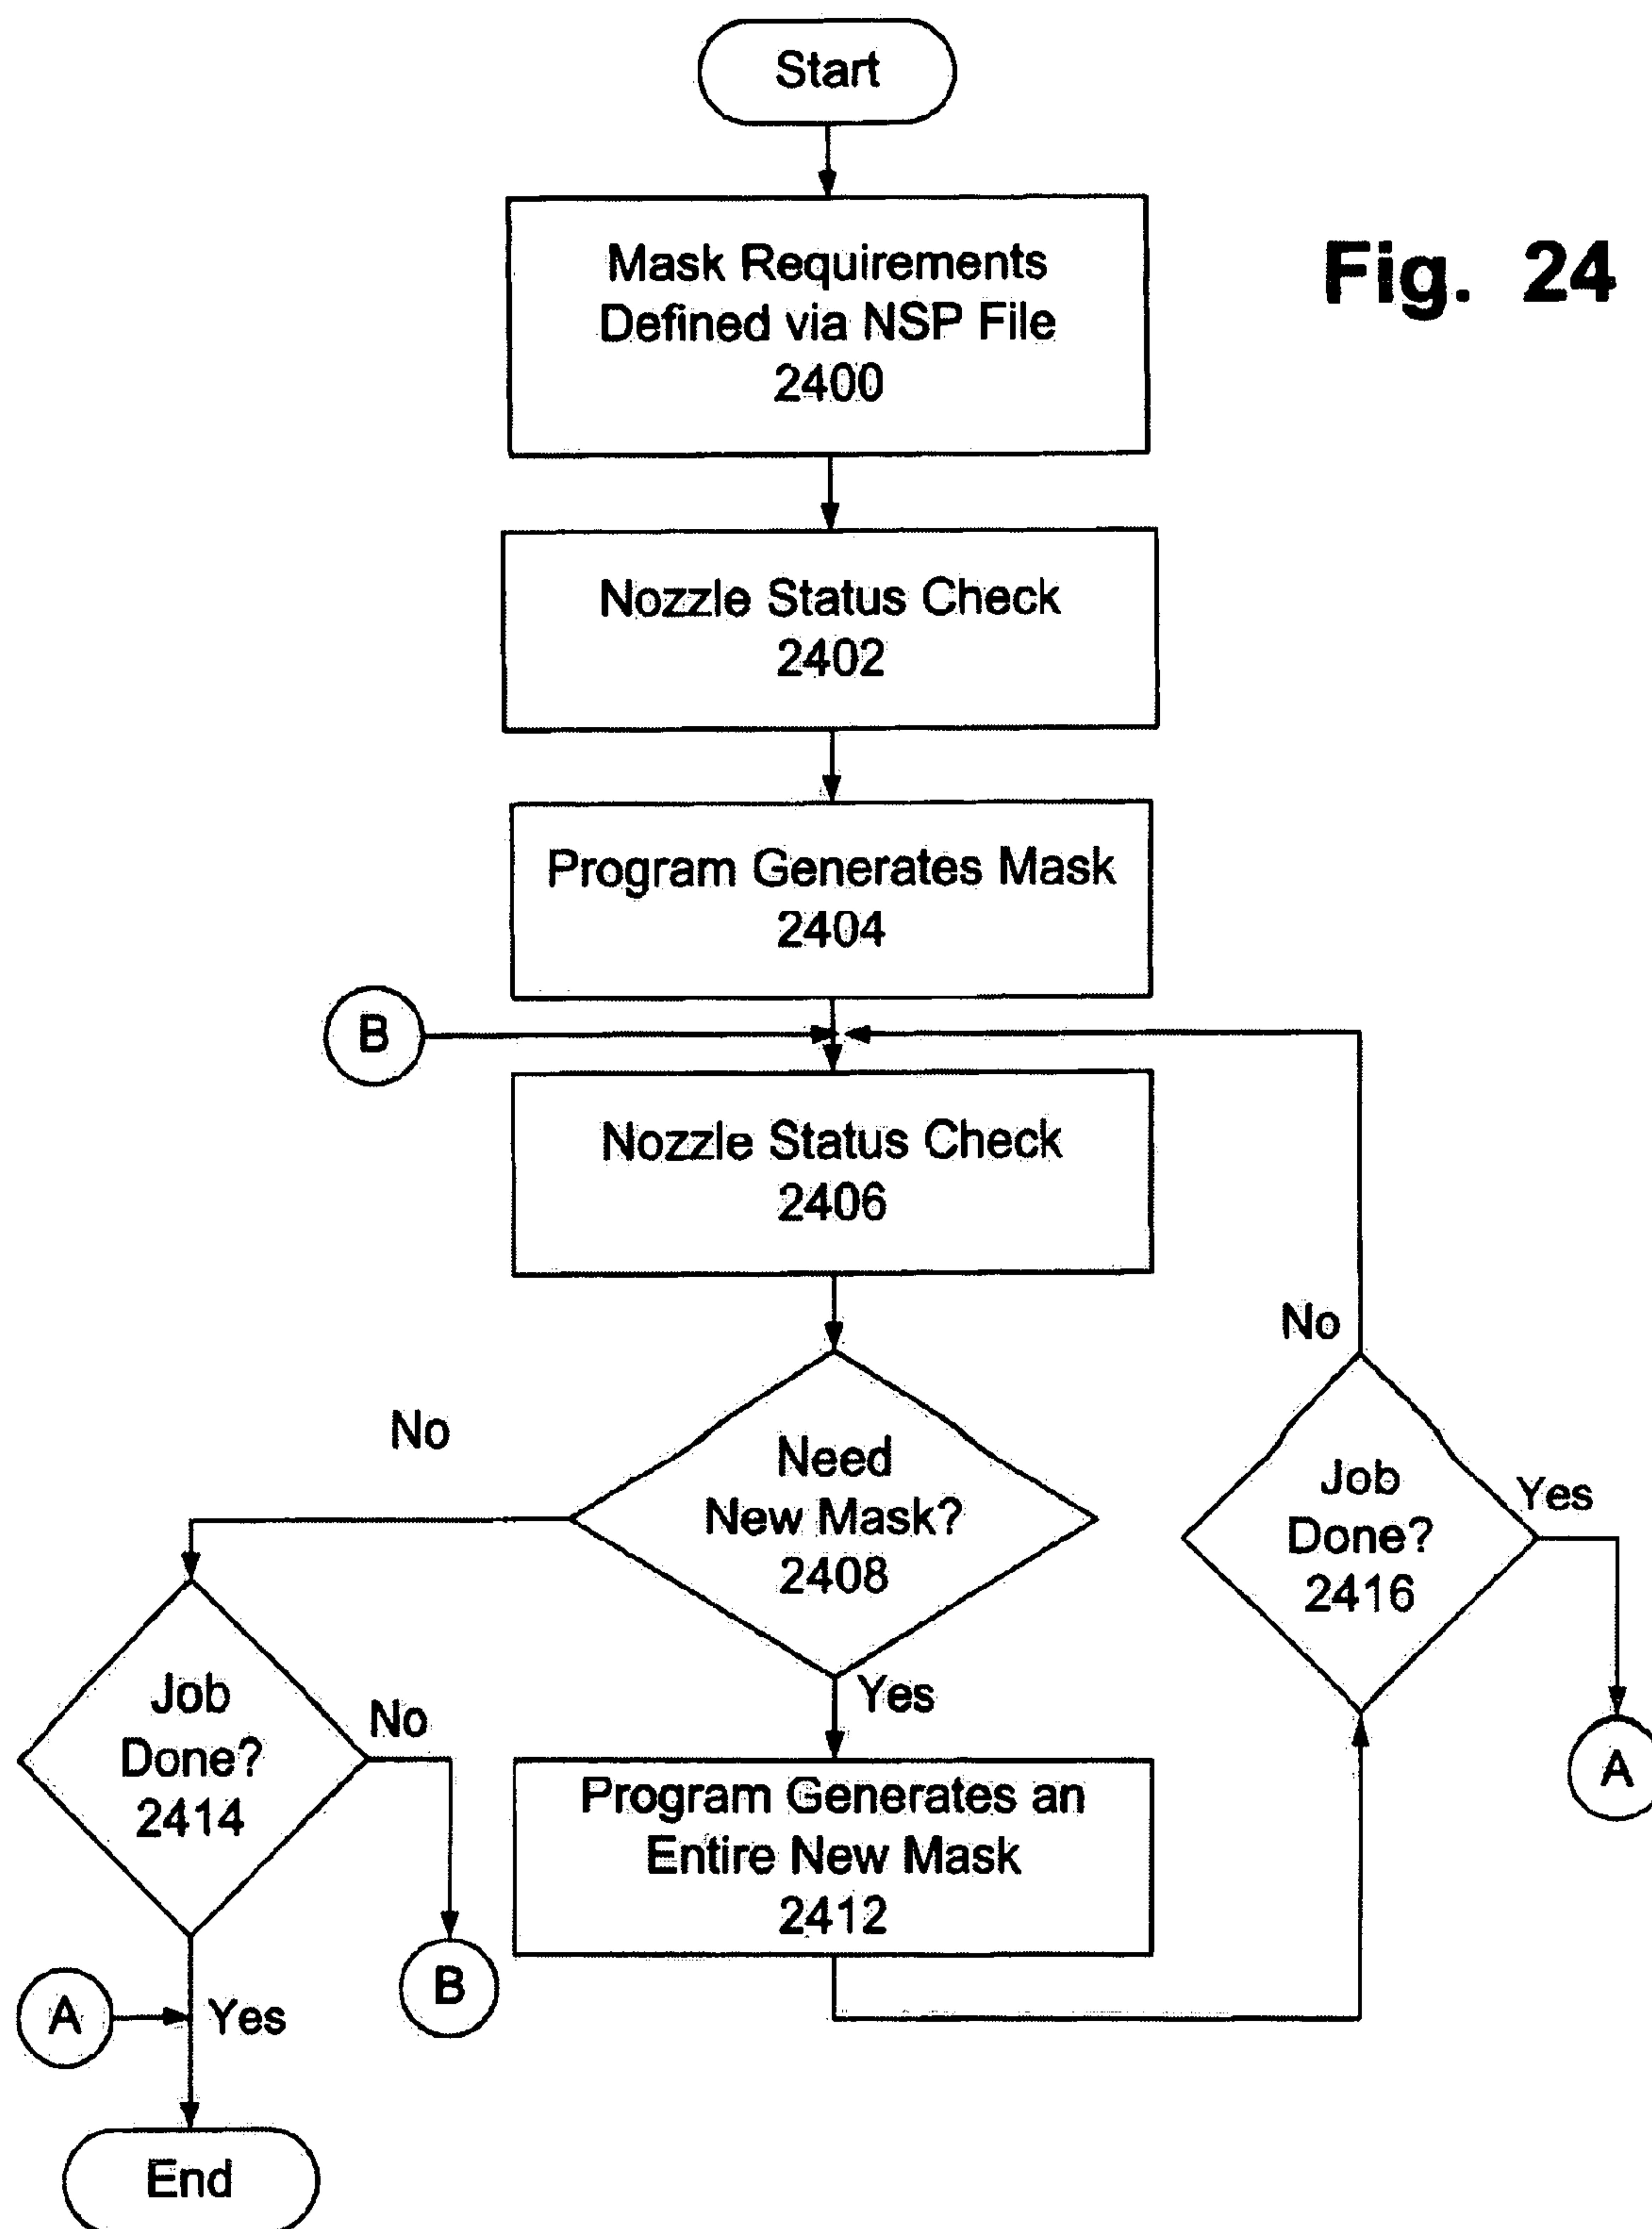 Start
Fig. 24
Mask Requirements
Defined via NSP File
2400
Nozzle Status Check
2402
Program Generates Mask
2404
B
Nozzle Status Check
2406
No
No
Need
New Mask?
2408
Job
Done?
2416
Yes
Yes
Job
Done?
2414
No
Program Generates an
Entire New Mask
2412
A
B
A
Yes
End